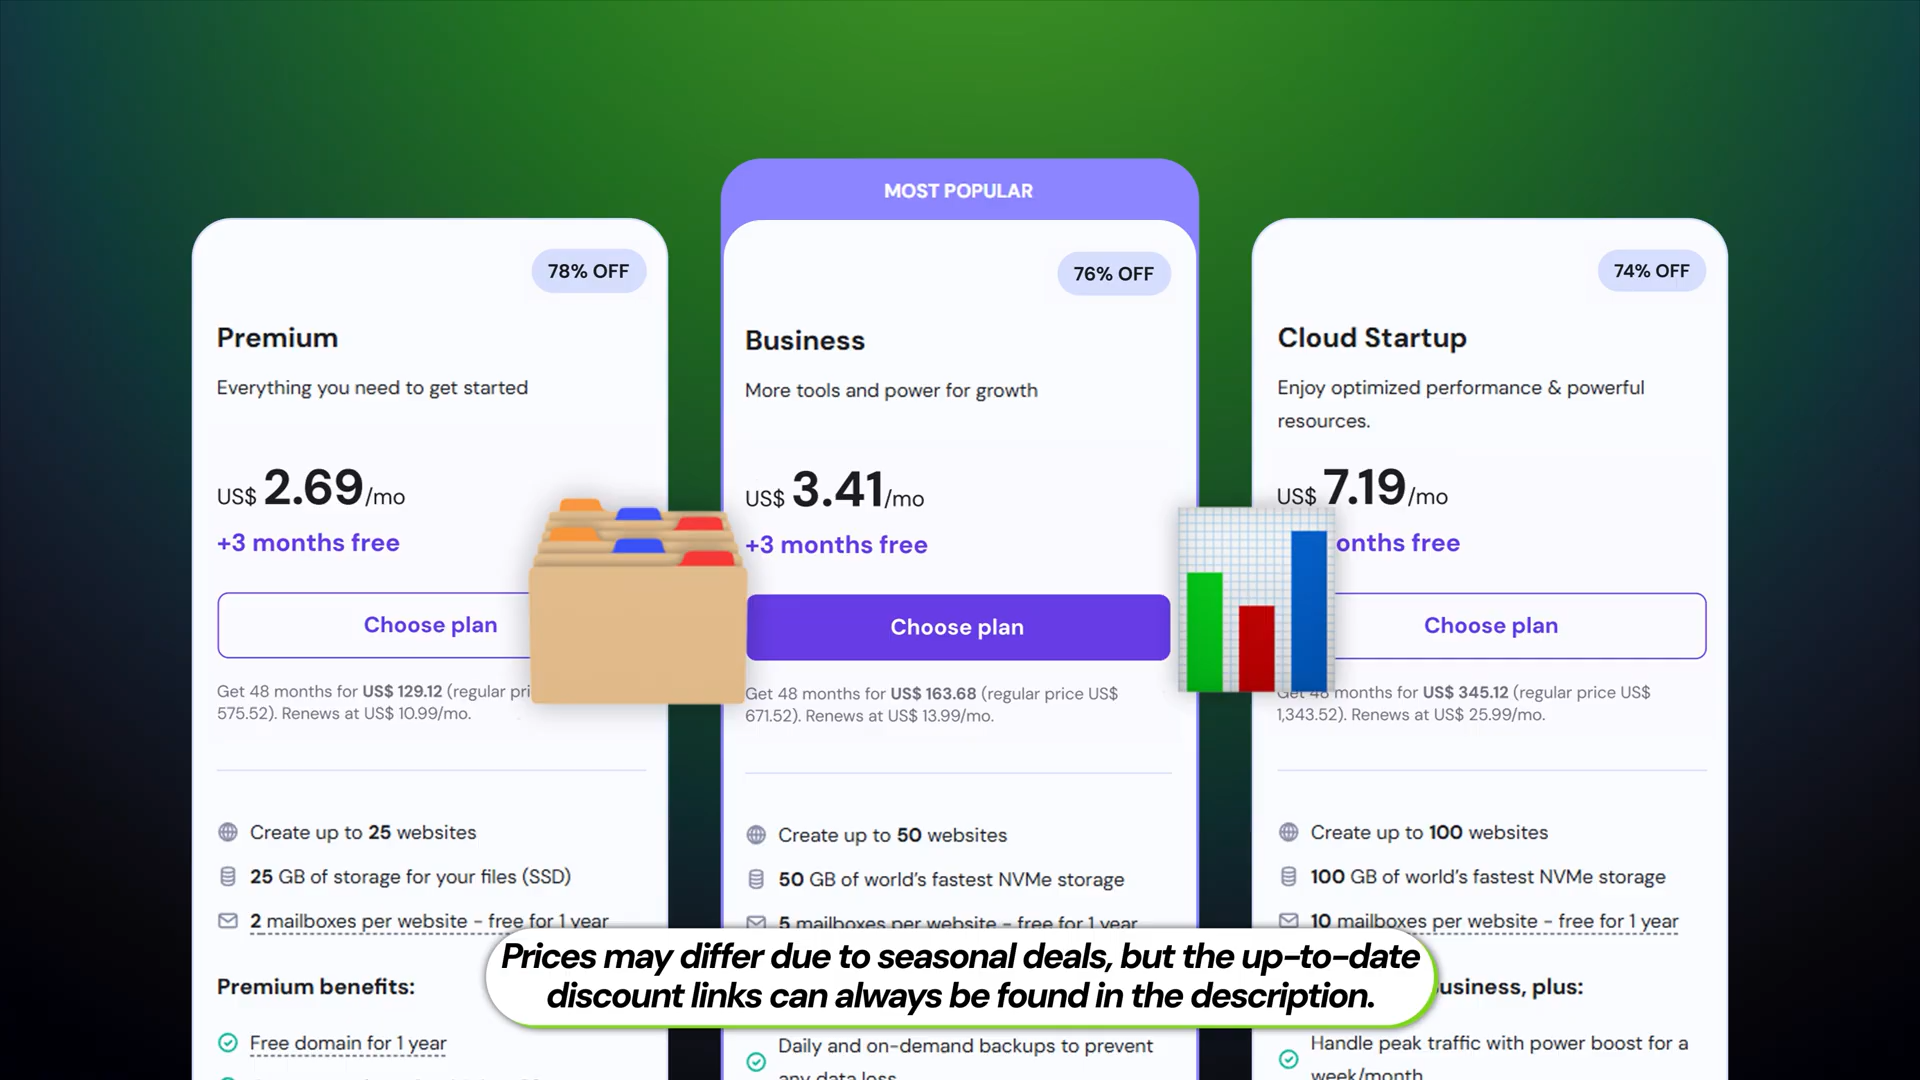 MOST POPULAR
78% OFF
Premium
Everything you need to get started
US$ 2.69/mo
+3 months free
Choose plan
Get 48 months for US$ 129.12 (regular
575.52). Renews at US$ 10.99/mo.
Create up to 25 websites
25 GB of storage for your files (SSD)
2 mailboxes per website - free for 1 year
Premium benefits:
Free domain for 1 year
76% OFF
Business
More tools and power for growth
US$ 3.41/mo
+3 months free
Choose plan
Get 48 months for US$ 163.68 (regular price US$
671.52). Renews at US$ 13.99/mo.
Create up to 50 websites
50 GB of world's fastest NVMe storage
5 mailboxes per website - free for 1 year
Daily and on-demand backups to prevent
any data loss
74% OFF
Cloud Startup
Enjoy optimized performance & powerful
resources.
US$ 7.19/mo
onths free
Choose plan
Get 48 months for US$ 345.12 (regular price US$
1,343.52). Renews at US$ 25.99/mo.
Create up to 100 websites
100 GB of world's fastest NVMe storage
10 mailboxes per website - free for 1 year
usiness, plus:
Handle peak traffic with power boost for a
week/month
Prices may differ due to seasonal deals, but the up-to-date
discount links can always be found in the description.